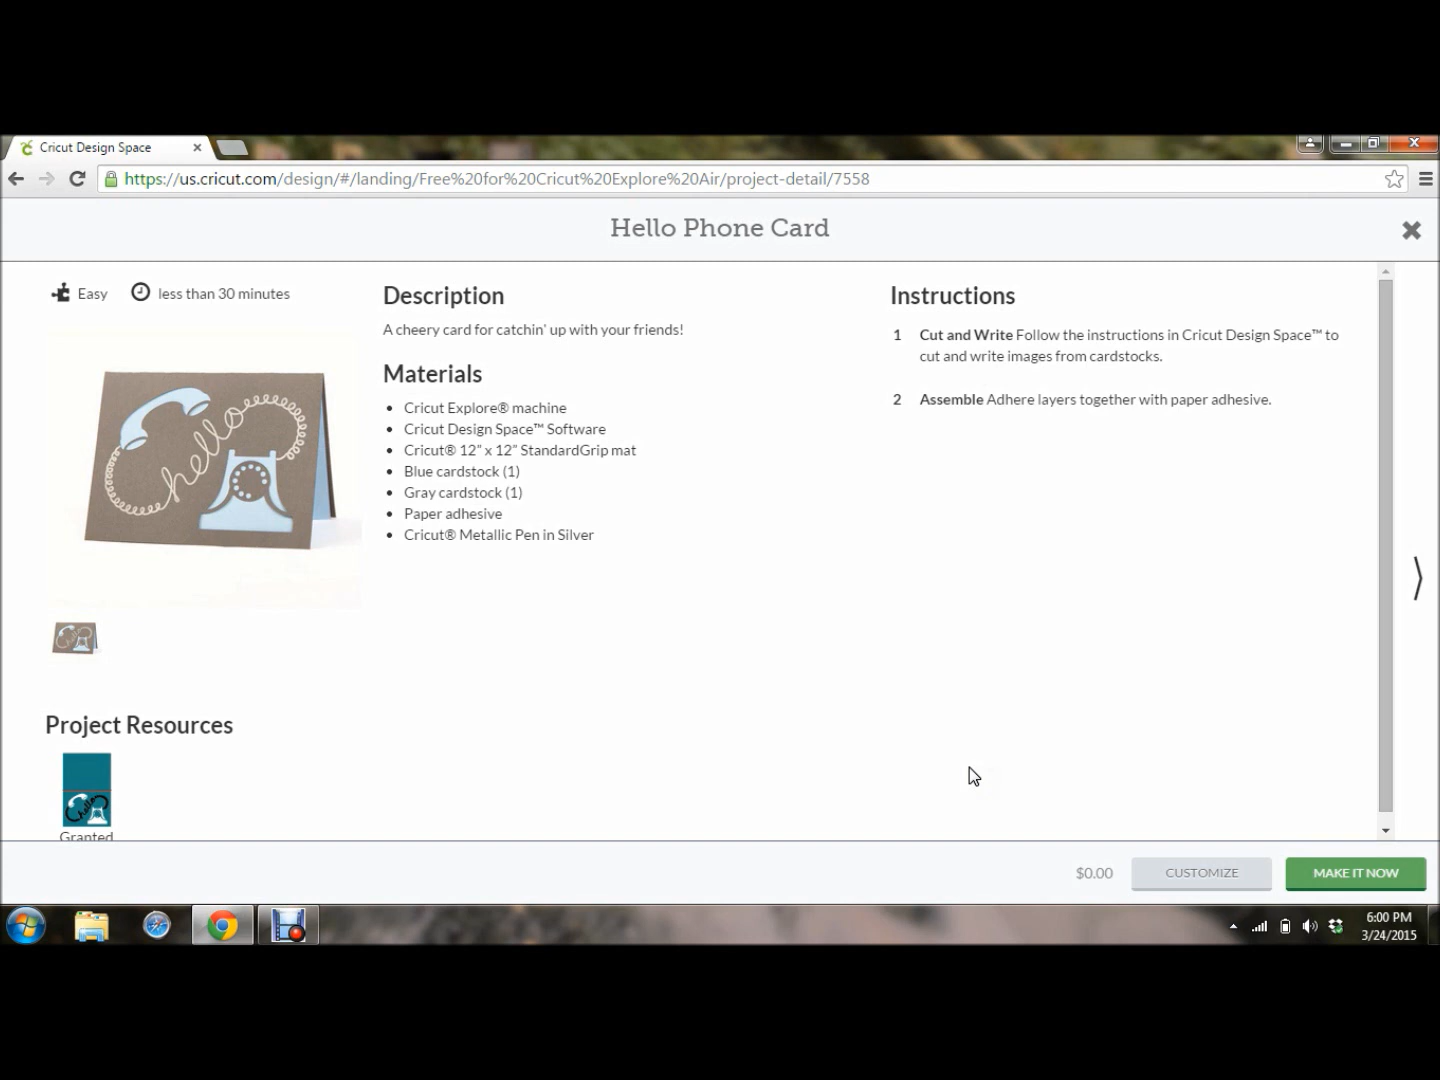 Cricut Design Space
https://us.cricut.com/design/#/landing/Free%20for%20Cricut%20Explore%20Air/project-detail/7558
Hello Phone Card
Easy
less than 30 minutes
hello
Description
A cheery card for catchin' up with your friends!
Materials
Cricut Explore® machine
Cricut Design Space™ Software
Cricut® 12” x 12” StandardGrip mat
Blue cardstock (1)
Gray cardstock (1)
Paper adhesive
Cricut® Metallic Pen in Silver
Instructions
1 Cut and Write Follow the instructions in Cricut Design Space™ to
cut and write images from cardstocks.
2 Assemble Adhere layers together with paper adhesive.
Project Resources
Granted
$0.00
CUSTOMIZE
MAKE IT NOW
6:00 PM
3/24/2015